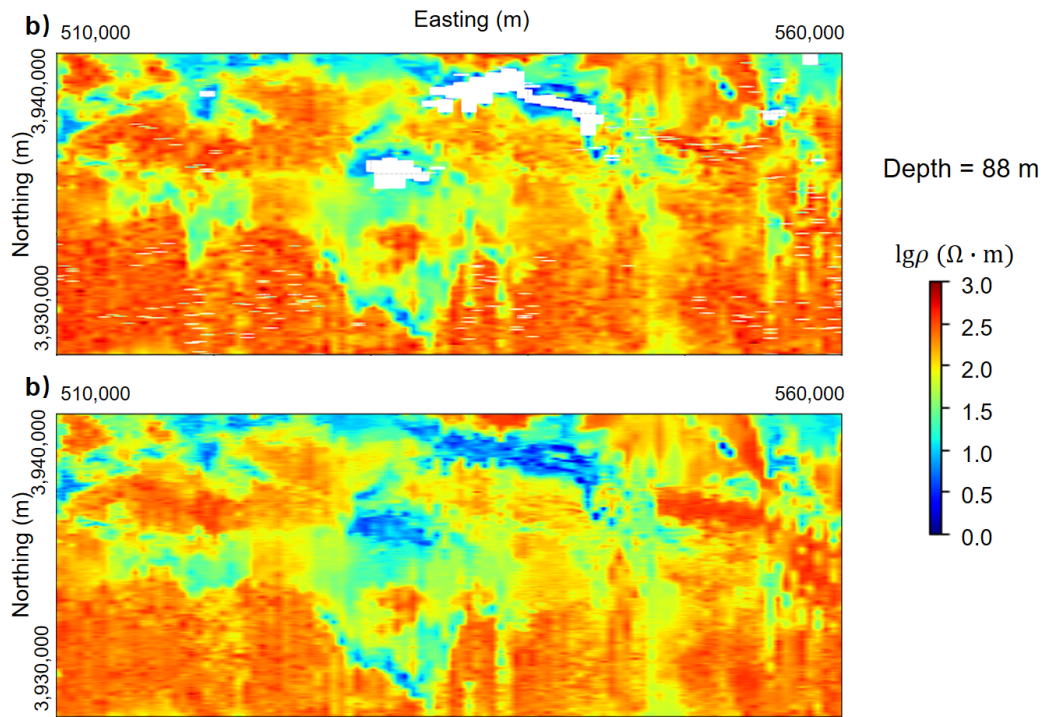 b)
Easting (m)
510,000
560,000
3,940,000
Northing (m)
3,930,000
Depth = 88 m
lgρ (Ω · m)
3.0
2.5
2.0
1.5
1.0
0.5
0.0
b)
510,000
560,000
3,940,000
Northing (m)
3,930,000